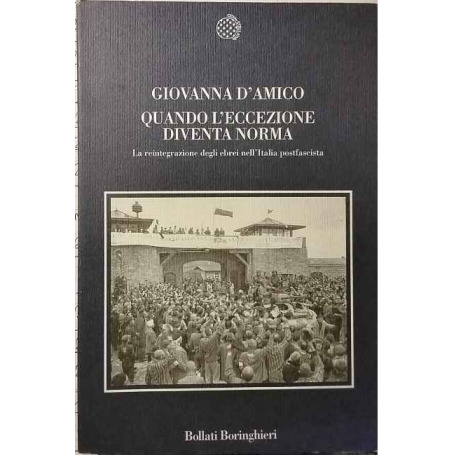 GIOVANNA D'AMICO
QUANDO L'ECCEZIONE
DIVENTA NORMA
La reintegrazione degli ebrei nell'Italia postfascista
Bollati Boringhieri